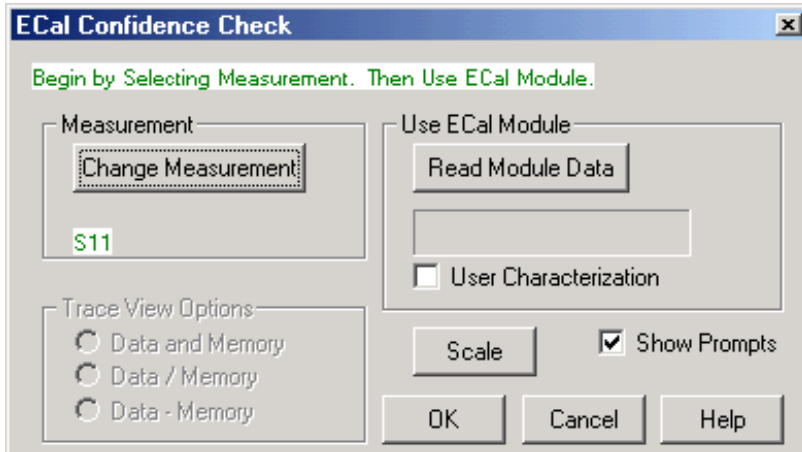 ECal Confidence Check
Begin by Selecting Measurement. Then Use ECal Module.
Measurement
Change Measurement
S11
Use ECal Module
Read Module Data
User Characterization
Trace View Options
Data and Memory
Data / Memory
Data - Memory
Scale
Show Prompts
OK
Cancel
Help